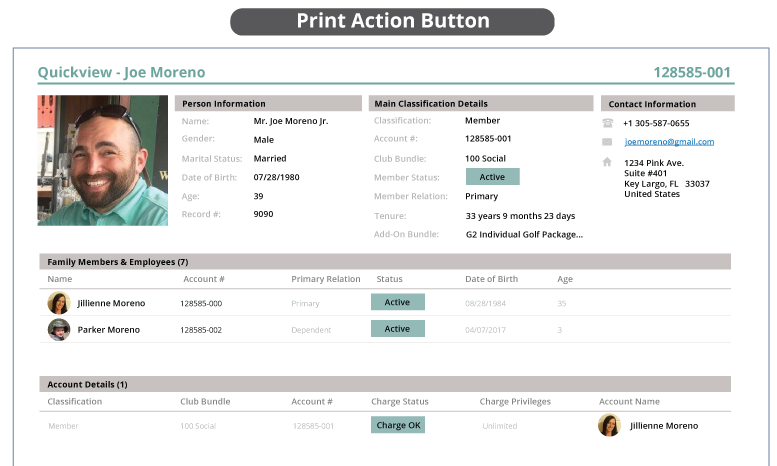 Print Action Button
Quickview - Joe Moreno 128585-001
Person Information
Name: Mr. Joe Moreno Jr.
Gender: Male
Marital Status: Married
Date of Birth: 07/28/1980
Age: 39
Record #: 9090
Main Classification Details
Classification: Member
Account #: 128585-001
Club Bundle: 100 Social
Member Status: Active
Member Relation: Primary
Tenure: 33 years 9 months 23 days
Add-On Bundle: G2 Individual Golf Package...
Contact Information
+1 305-587-0655
joemoreno@gmail.com
1234 Pink Ave.
Suite #401
Key Largo, FL 33037
United States
Family Members & Employees (7)
Name Account # Primary Relation Status Date of Birth Age
Jillienne Moreno 128585-000 Primary Active 08/28/1984 35
Parker Moreno 128585-002 Dependent Active 04/07/2017 3
Account Details (1)
Classification Club Bundle Account # Charge Status Charge Privileges Account Name
Member 100 Social 128585-001 Charge OK Unlimited Jillienne Moreno